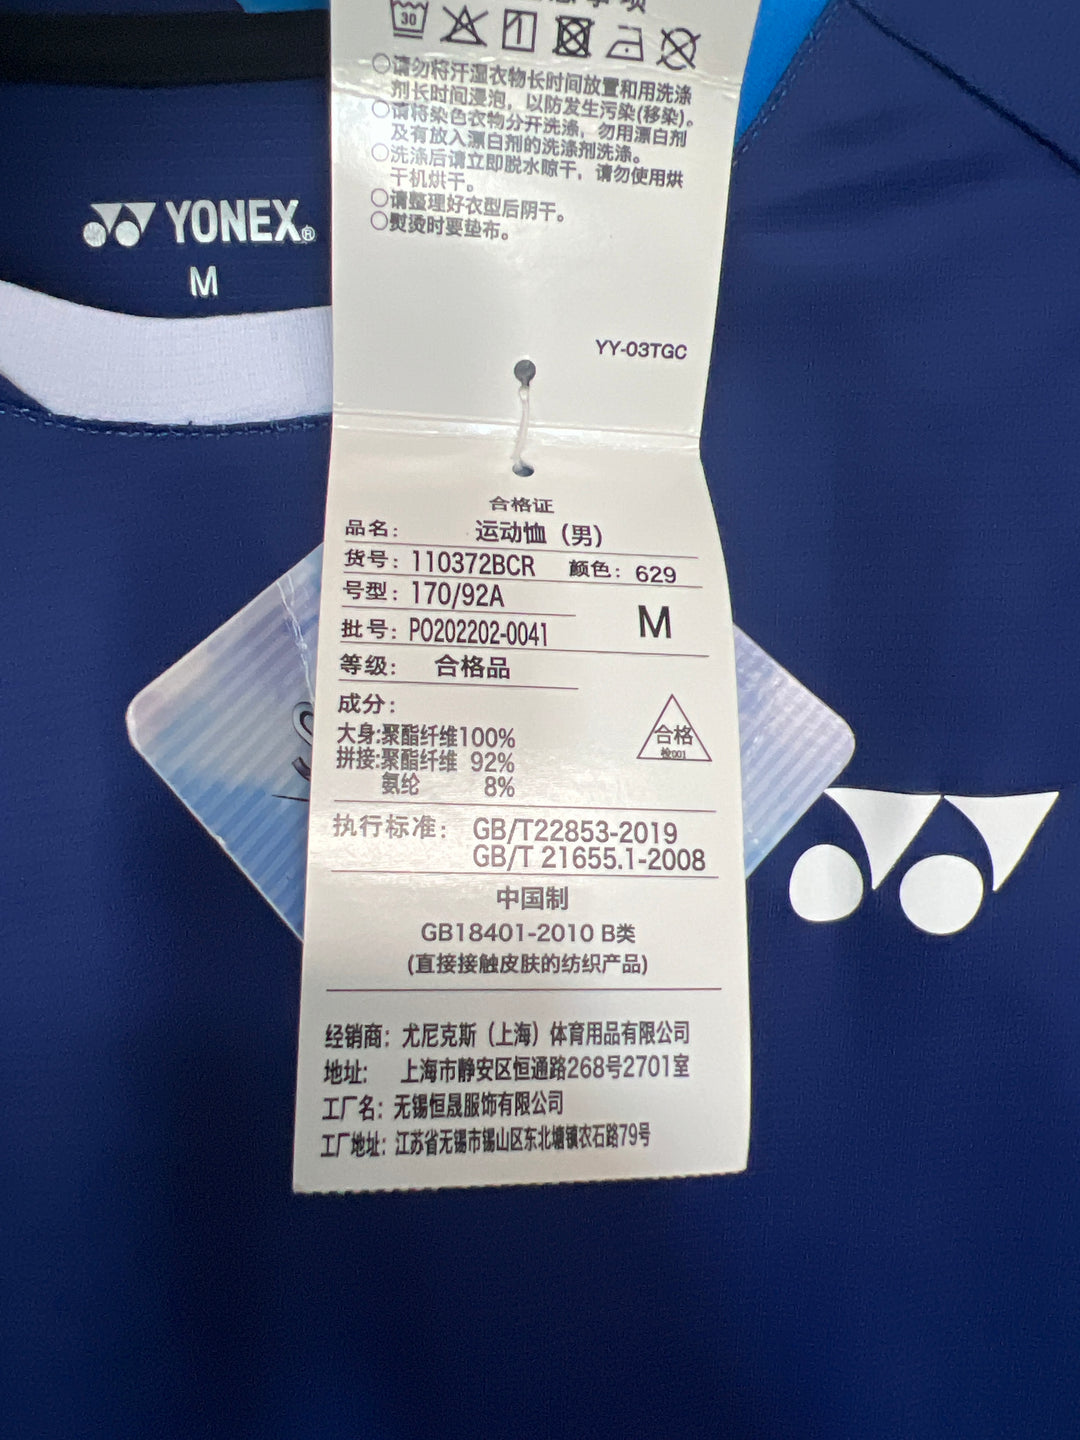 30
○请勿将汗湿衣物长时间放置和用洗涤
剂长时间浸泡，以防发生污染(移染)。
○请将染色衣物分开洗涤，勿用漂白剂
及有放入漂白剂的洗涤剂洗涤。
○洗涤后请立即脱水晾干，请勿使用烘
干机烘干。
○请整理好衣型后阴干。
○熨烫时要垫布。
YONEX®
M
YY-03TGC
合格证
品名： 运动恤（男）
货号：110372BCR 颜色：629
号型：170/92A
M
批号：PO202202-0041
等级： 合格品
成分：
大身:聚酯纤维100%
拼接:聚酯纤维 92%
氨纶 8%
合格
检001
执行标准： GB/T22853-2019
GB/T 21655.1-2008
中国制
GB18401-2010 B类
(直接接触皮肤的纺织产品)
经销商：尤尼克斯（上海）体育用品有限公司
地址： 上海市静安区恒通路268号2701室
工厂名：无锡恒晟服饰有限公司
工厂地址：江苏省无锡市锡山区东北塘镇农石路79号